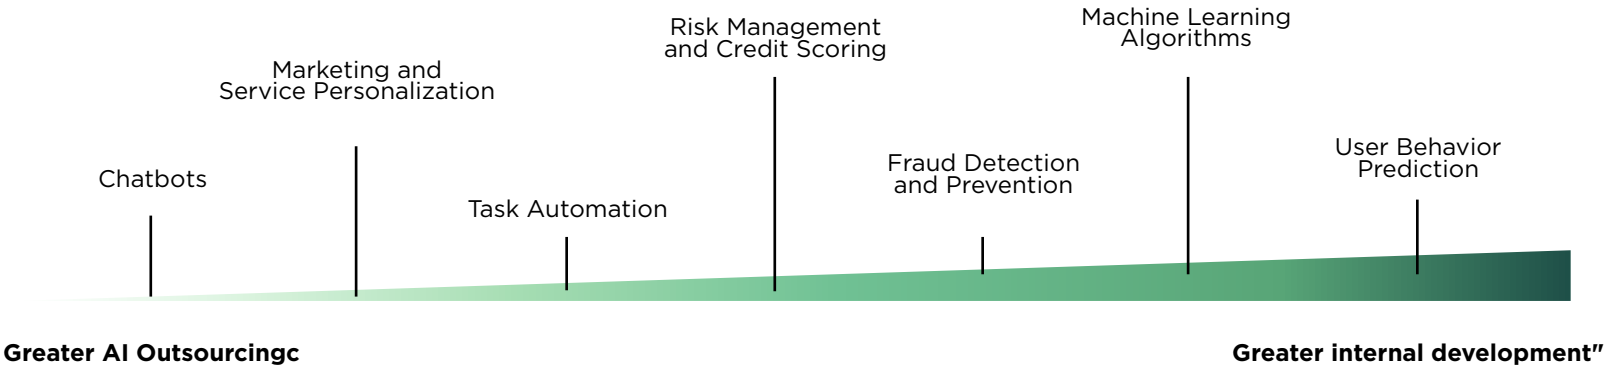 Chatbots
Marketing and
Service Personalization
Task Automation
Risk Management
and Credit Scoring
Fraud Detection
and Prevention
Machine Learning
Algorithms
User Behavior
Prediction
Greater AI Outsourcingc
Greater internal development"